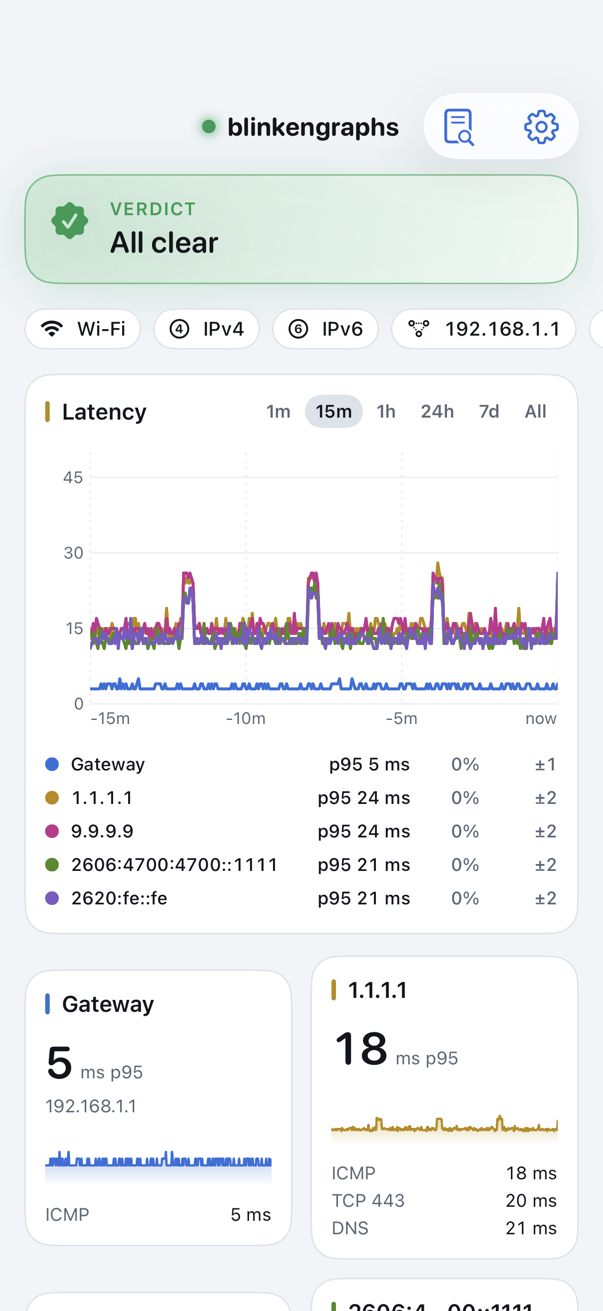 blinkengraphs
VERDICT
All clear
Wi-Fi 4 IPv4 6 IPv6 192.168.1.1
Latency 1m 15m 1h 24h 7d All
45
30
15
0
-15m -10m -5m now
Gateway p95 5 ms 0% ±1
1.1.1.1 p95 24 ms 0% ±2
9.9.9.9 p95 24 ms 0% ±2
2606:4700:4700::1111 p95 21 ms 0% ±2
2620:fe::fe p95 21 ms 0% ±2
Gateway
5 ms p95
192.168.1.1
ICMP 5 ms
1.1.1.1
18 ms p95
ICMP 18 ms
TCP 443 20 ms
DNS 21 ms